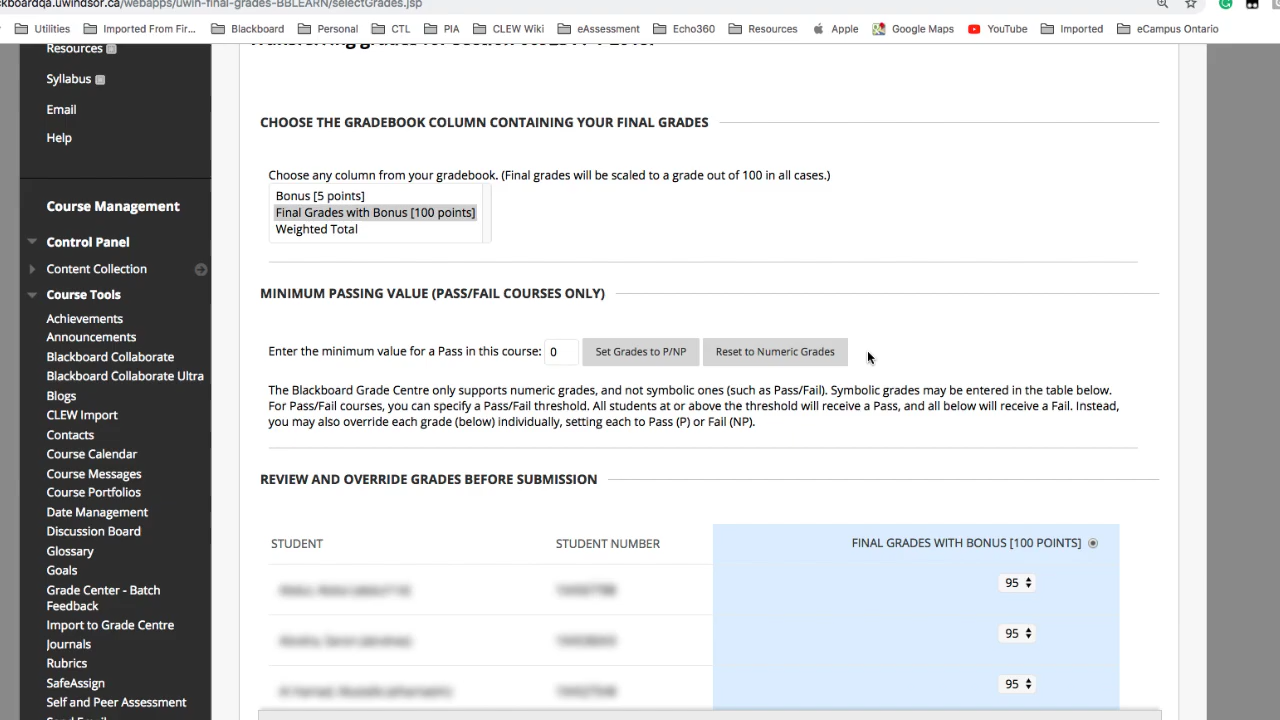 ckboardqa.uwindsor.ca/webapps/uwin-final-grades-BBLEARN/selectGrades.jsp
Utilities Imported From Fir... Blackboard Personal CTL PIA CLEW Wiki eAssessment Echo360 Resources Apple Google Maps YouTube Imported eCampus Ontario
Resources
Syllabus
Email
Help
Course Management
Control Panel
Content Collection
Course Tools
Achievements
Announcements
Blackboard Collaborate
Blackboard Collaborate Ultra
Blogs
CLEW Import
Contacts
Course Calendar
Course Messages
Course Portfolios
Date Management
Discussion Board
Glossary
Goals
Grade Center - Batch
Feedback
Import to Grade Centre
Journals
Rubrics
SafeAssign
Self and Peer Assessment
Send Email
CHOOSE THE GRADEBOOK COLUMN CONTAINING YOUR FINAL GRADES
Choose any column from your gradebook. (Final grades will be scaled to a grade out of 100 in all cases.)
Bonus [5 points]
Final Grades with Bonus [100 points]
Weighted Total
MINIMUM PASSING VALUE (PASS/FAIL COURSES ONLY)
Enter the minimum value for a Pass in this course: 0 Set Grades to P/NP Reset to Numeric Grades
The Blackboard Grade Centre only supports numeric grades, and not symbolic ones (such as Pass/Fail). Symbolic grades may be entered in the table below.
For Pass/Fail courses, you can specify a Pass/Fail threshold. All students at or above the threshold will receive a Pass, and all below will receive a Fail. Instead,
you may also override each grade (below) individually, setting each to Pass (P) or Fail (NP).
REVIEW AND OVERRIDE GRADES BEFORE SUBMISSION
STUDENT STUDENT NUMBER FINAL GRADES WITH BONUS [100 POINTS]
95
95
95